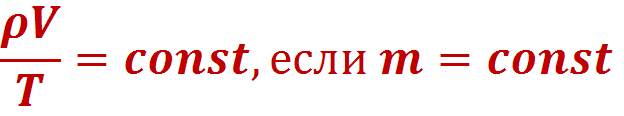 ρV/T = const, если m = const